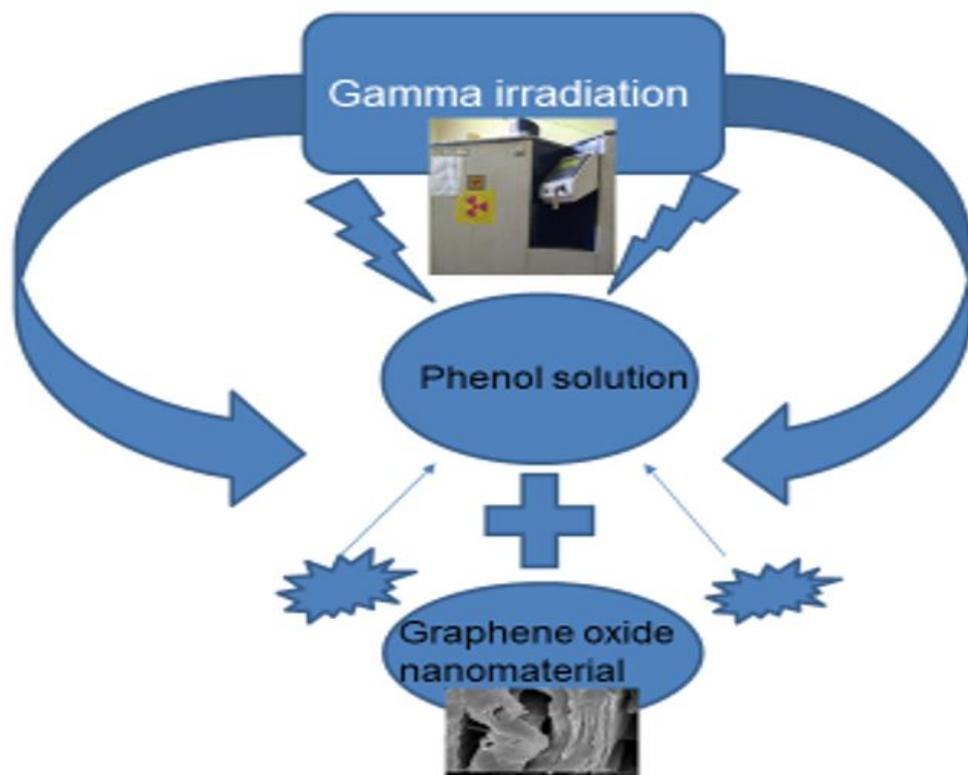 Gamma irradiation
Phenol solution
Graphene oxide
nanomaterial